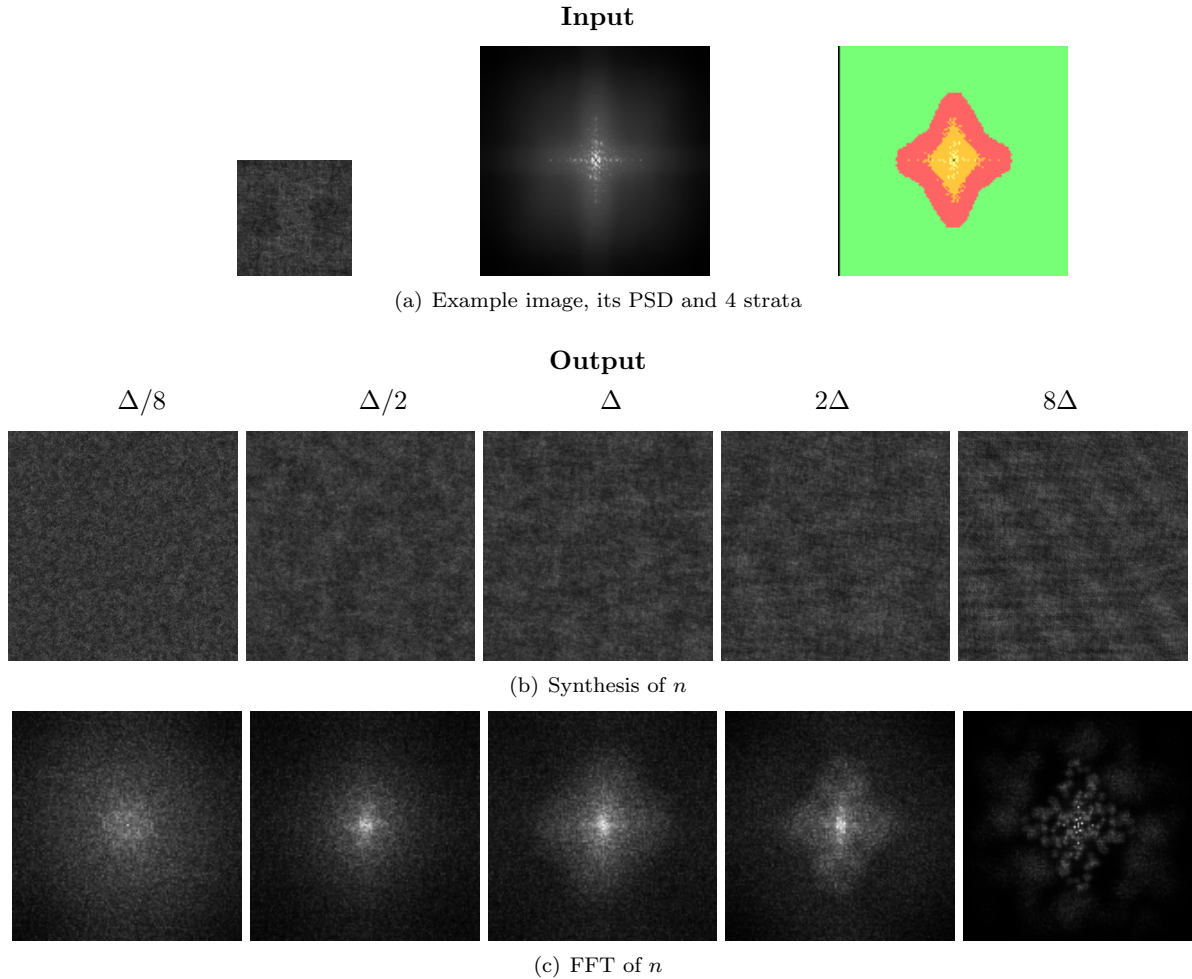 Input
(a) Example image, its PSD and 4 strata
Output
Δ/8 Δ/2 Δ 2Δ 8Δ
(b) Synthesis of n
(c) FFT of n